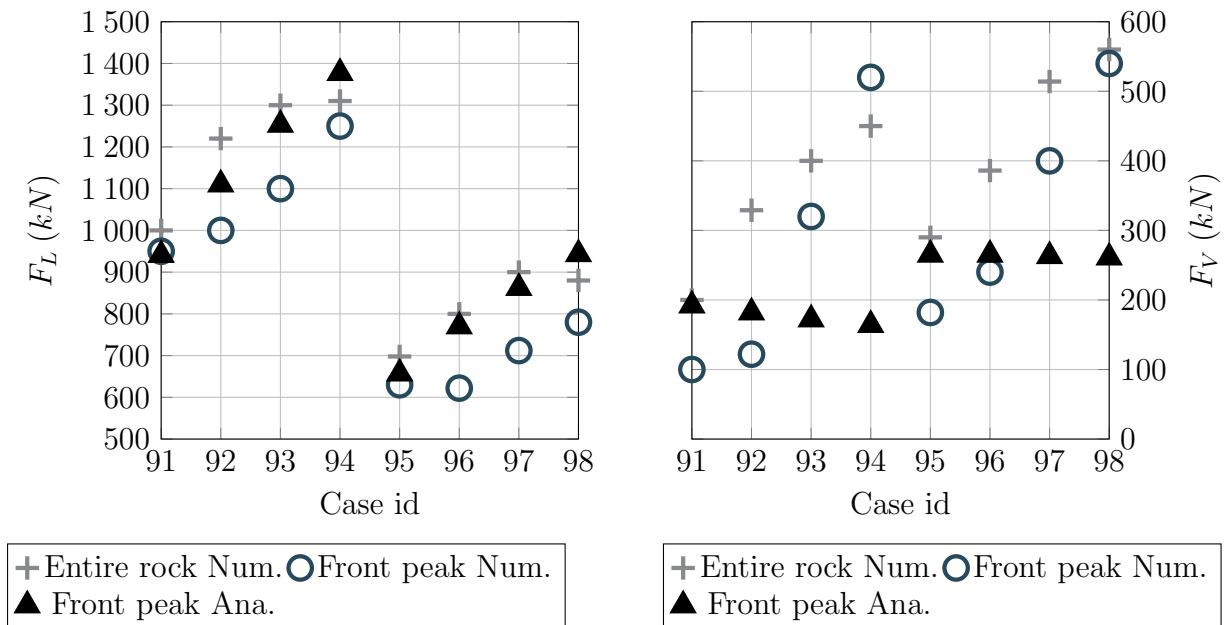 1 500
1 400
1 300
1 200
1 100
1 000
900
800
700
600
500
F_L (kN)
91 92 93 94 95 96 97 98
Case id
Entire rock Num. Front peak Num.
Front peak Ana.
600
500
400
300
200
100
0
F_V (kN)
91 92 93 94 95 96 97 98
Case id
Entire rock Num. Front peak Num.
Front peak Ana.